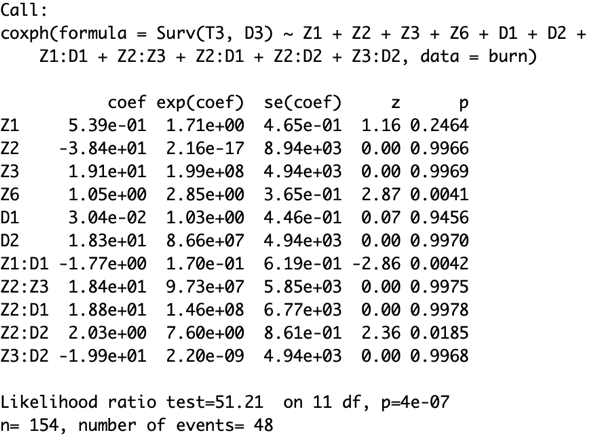 Call:
coxph(formula = Surv(T3, D3) ~ Z1 + Z2 + Z3 + Z6 + D1 + D2 +
    Z1:D1 + Z2:Z3 + Z2:D1 + Z2:D2 + Z3:D2, data = burn)

           coef exp(coef)  se(coef)     z      p
Z1     5.39e-01  1.71e+00  4.65e-01  1.16 0.2464
Z2    -3.84e+01  2.16e-17  8.94e+03  0.00 0.9966
Z3     1.91e+01  1.99e+08  4.94e+03  0.00 0.9969
Z6     1.05e+00  2.85e+00  3.65e-01  2.87 0.0041
D1     3.04e-02  1.03e+00  4.46e-01  0.07 0.9456
D2     1.83e+01  8.66e+07  4.94e+03  0.00 0.9970
Z1:D1 -1.77e+00  1.70e-01  6.19e-01 -2.86 0.0042
Z2:Z3  1.84e+01  9.73e+07  5.85e+03  0.00 0.9975
Z2:D1  1.88e+01  1.46e+08  6.77e+03  0.00 0.9978
Z2:D2  2.03e+00  7.60e+00  8.61e-01  2.36 0.0185
Z3:D2 -1.99e+01  2.20e-09  4.94e+03  0.00 0.9968

Likelihood ratio test=51.21  on 11 df, p=4e-07
n= 154, number of events= 48